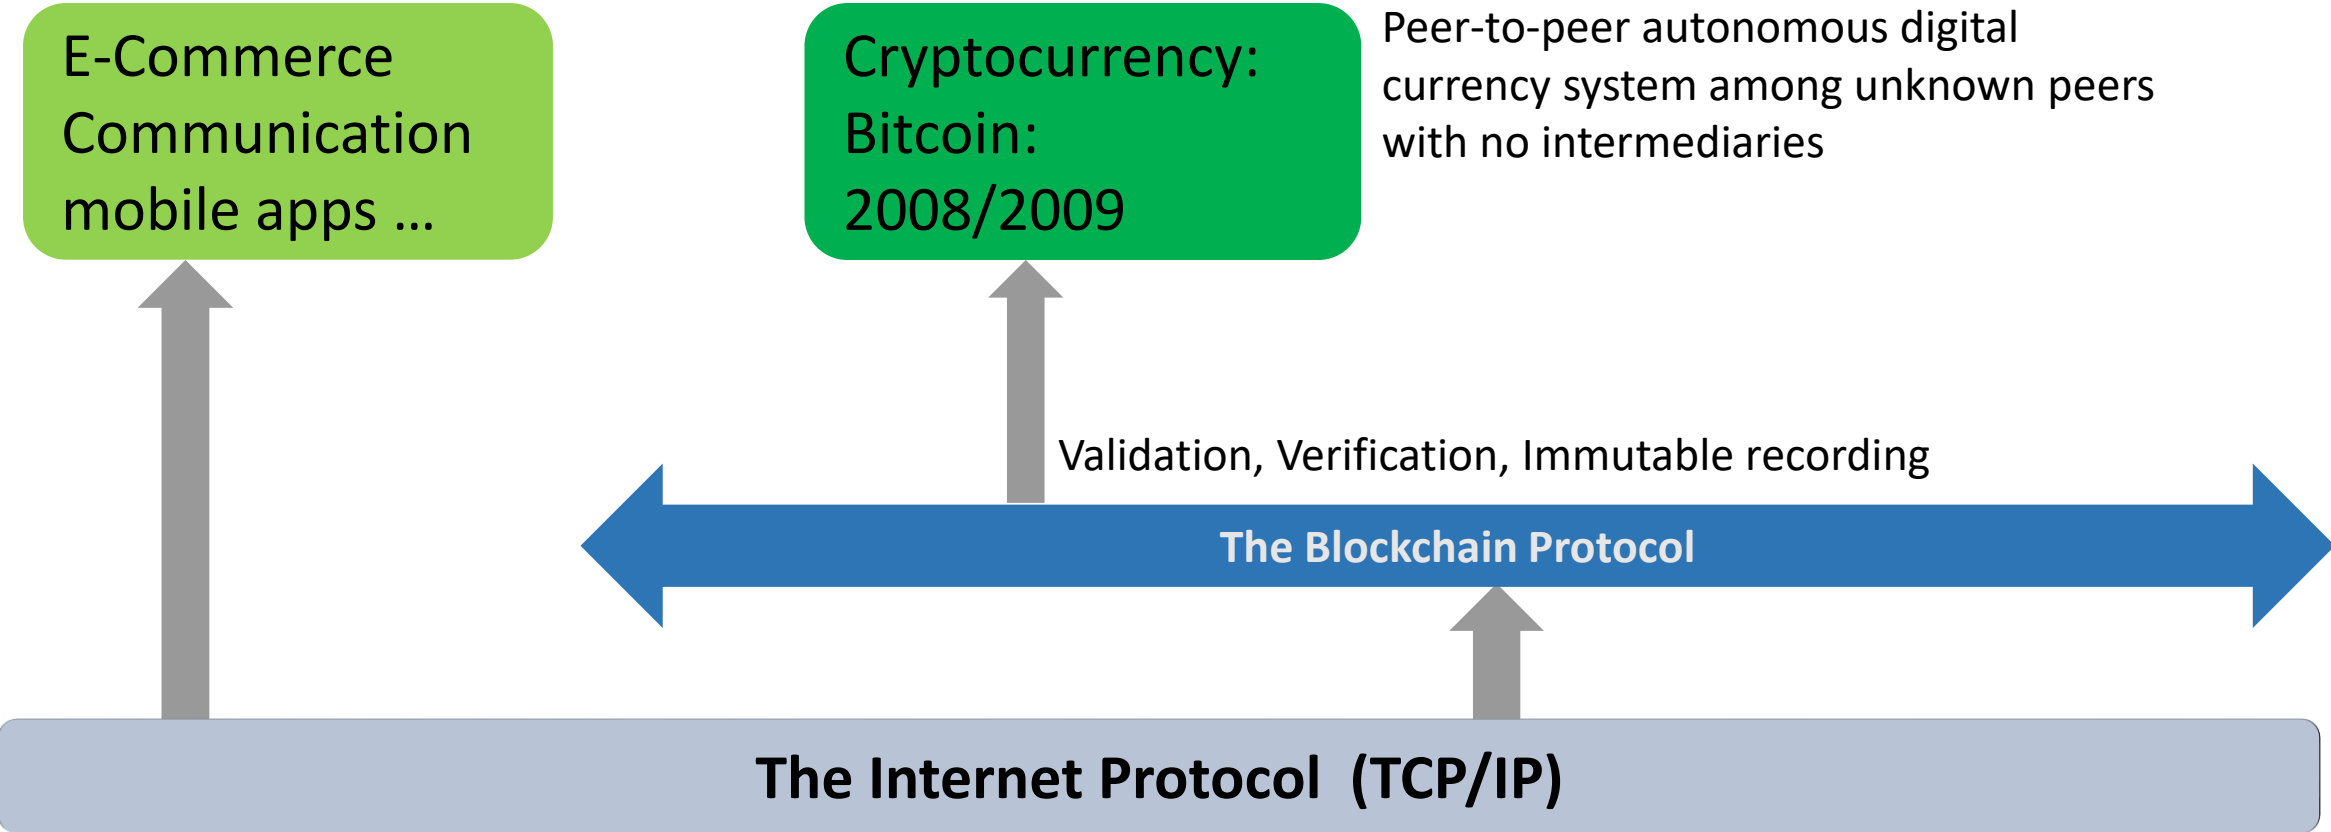 E-Commerce
Communication
mobile apps …
Cryptocurrency:
Bitcoin:
2008/2009
Peer-to-peer autonomous digital
currency system among unknown peers
with no intermediaries
Validation, Verification, Immutable recording
The Blockchain Protocol
The Internet Protocol (TCP/IP)